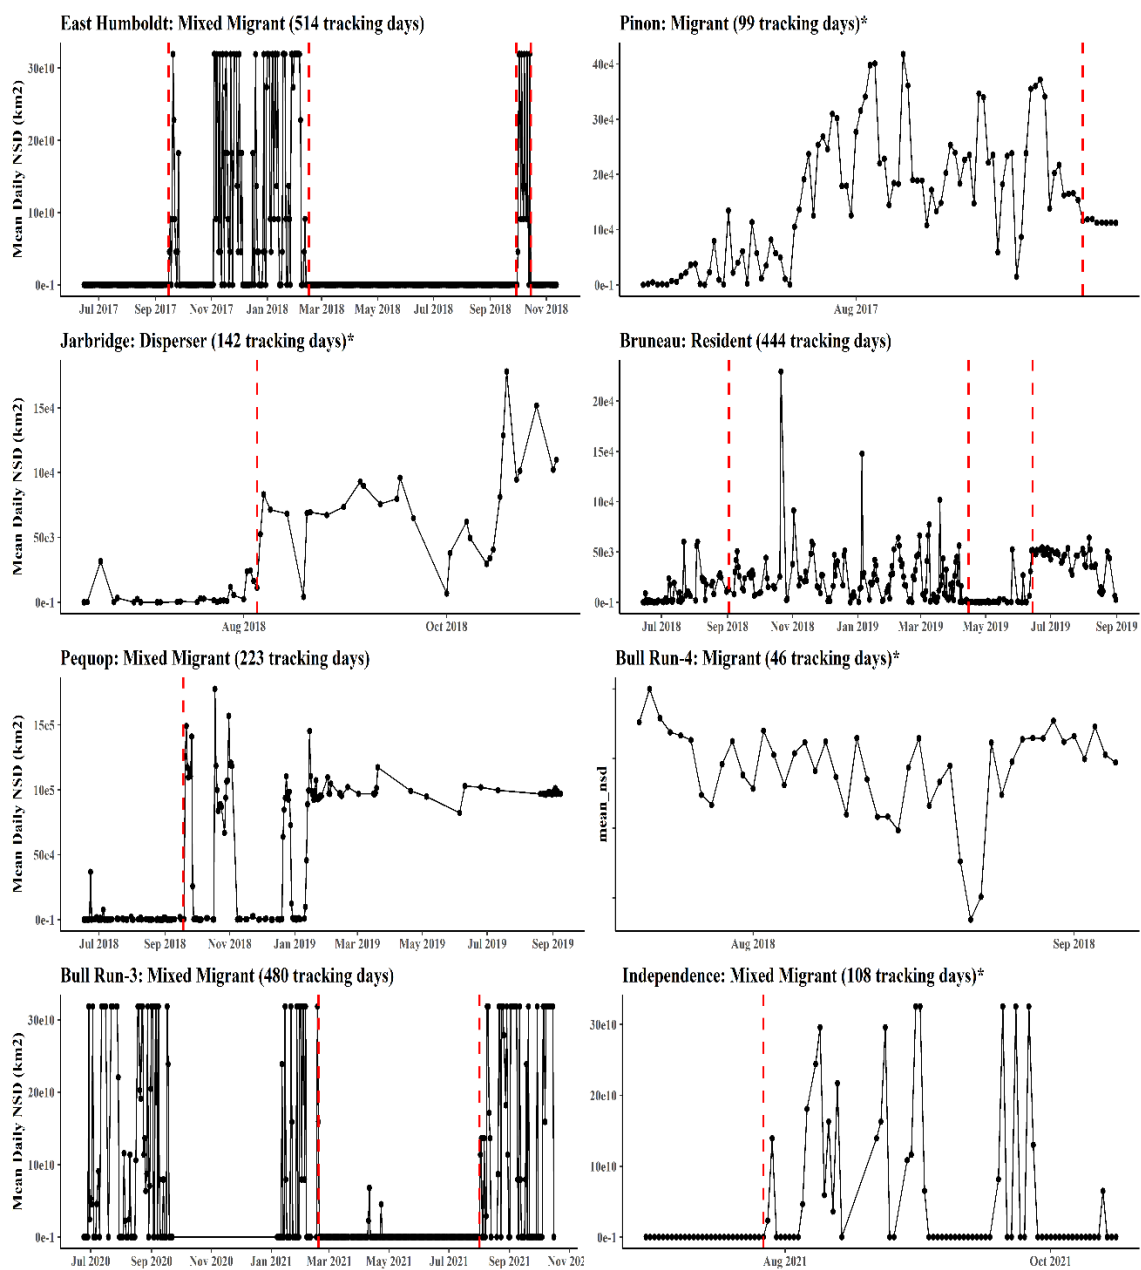 East Humboldt: Mixed Migrant (514 tracking days)
Mean Daily NSD (km2)
30e10
20e10
10e10
0e-1
Jul 2017 Sep 2017 Nov 2017 Jan 2018 Mar 2018 May 2018 Jul 2018 Sep 2018 Nov 2018
Pinon: Migrant (99 tracking days)*
40e4
30e4
20e4
10e4
0e-1
Aug 2017
Jarbridge: Disperser (142 tracking days)*
Mean Daily NSD (km2)
15e4
10e4
50e3
0e-1
Aug 2018 Oct 2018
Bruneau: Resident (444 tracking days)
20e4
15e4
10e4
50e3
0e-1
Jul 2018 Sep 2018 Nov 2018 Jan 2019 Mar 2019 May 2019 Jul 2019 Sep 2019
Pequop: Mixed Migrant (223 tracking days)
Mean Daily NSD (km2)
15e5
10e5
50e4
0e-1
Jul 2018 Sep 2018 Nov 2018 Jan 2019 Mar 2019 May 2019 Jul 2019 Sep 2019
Bull Run-4: Migrant (46 tracking days)*
mean_nsd
Aug 2018 Sep 2018
Bull Run-3: Mixed Migrant (480 tracking days)
Mean Daily NSD (km2)
30e10
20e10
10e10
0e-1
Jul 2020 Sep 2020 Nov 2020 Jan 2021 Mar 2021 May 2021 Jul 2021 Sep 2021 Nov 202
Independence: Mixed Migrant (108 tracking days)*
30e10
20e10
10e10
0e-1
Aug 2021 Oct 2021